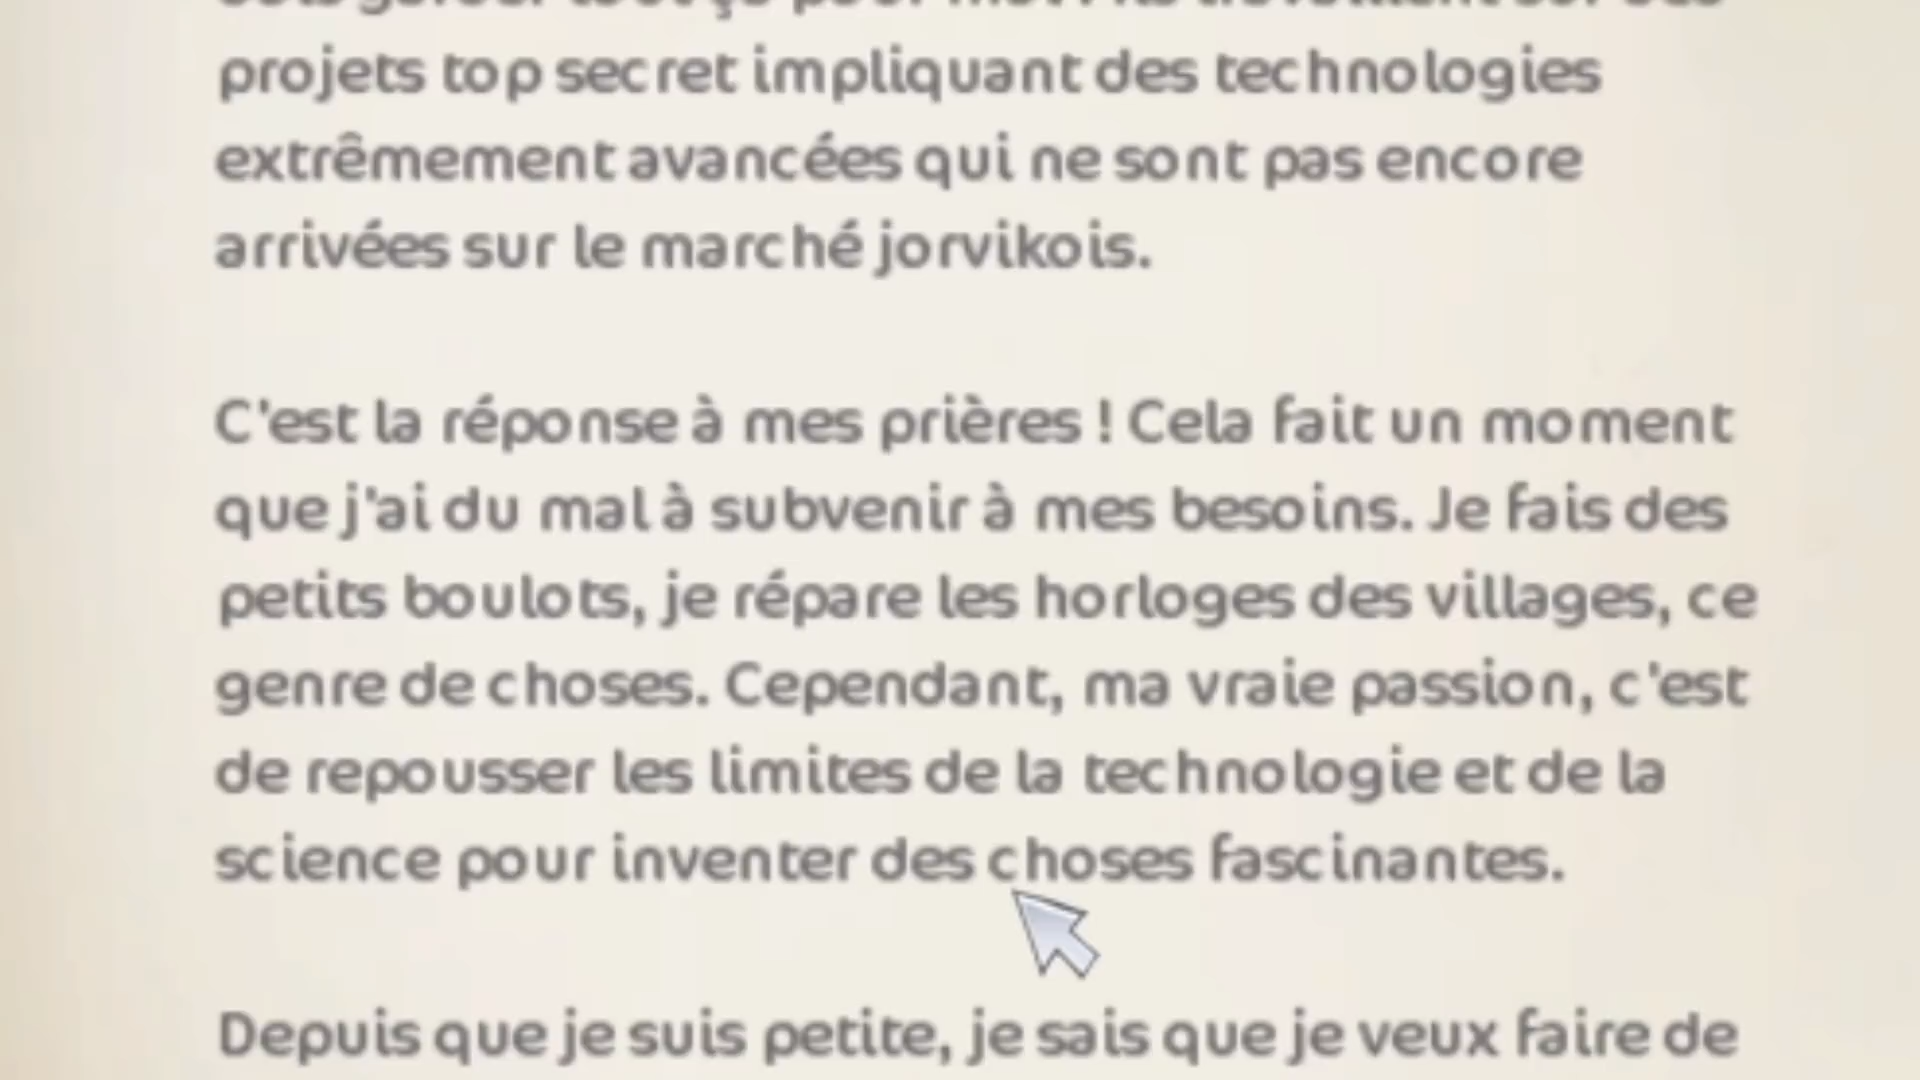 projets top secret impliquant des technologies
extrêmement avancées qui ne sont pas encore
arrivées sur le marché jorvikois.
C'est la réponse à mes prières ! Cela fait un moment
que j'ai du mal à subvenir à mes besoins. Je fais des
petits boulots, je répare les horloges des villages, ce
genre de choses. Cependant, ma vraie passion, c'est
de repousser les limites de la technologie et de la
science pour inventer des choses fascinantes.
Depuis que je suis petite, je sais que je veux faire de